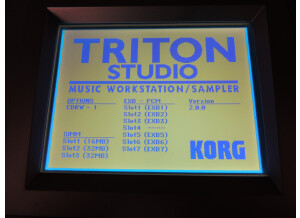 TRITON
STUDIO
MUSIC WORKSTATION/SAMPLER
OPTIONS
CDRW - 1
SIMM
Slot1 (16MB)
Slot2 (32MB)
Slot3 (32MB)
EXB - PCM
Slot1 (EXB1)
Slot2 (EXB2)
Slot3 (EXB3)
Slot4 -----
Slot5 (EXB5)
Slot6 (EXB6)
Slot7 (EXB7)
Version
2.0.0
KORG